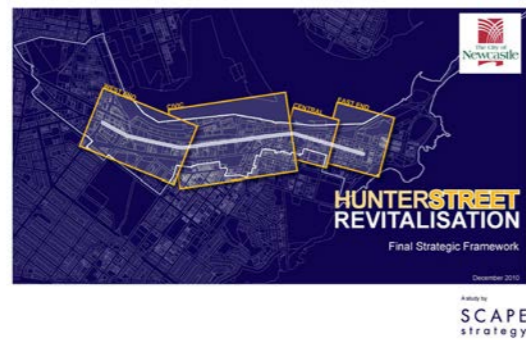 The City of
Newcastle
WEST END
CIVIC
CENTRAL
EAST END
HUNTERSTREET
REVITALISATION
Final Strategic Framework
December 2010
A study by
SCAPE
strategy